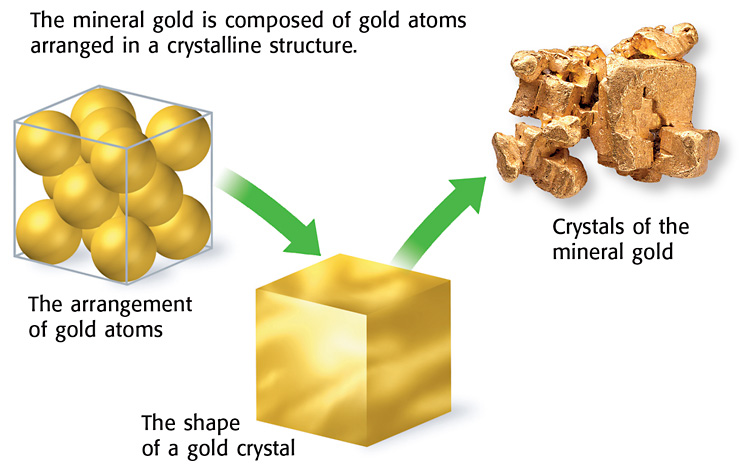 The mineral gold is composed of gold atoms
arranged in a crystalline structure.
The arrangement
of gold atoms
The shape
of a gold crystal
Crystals of the
mineral gold